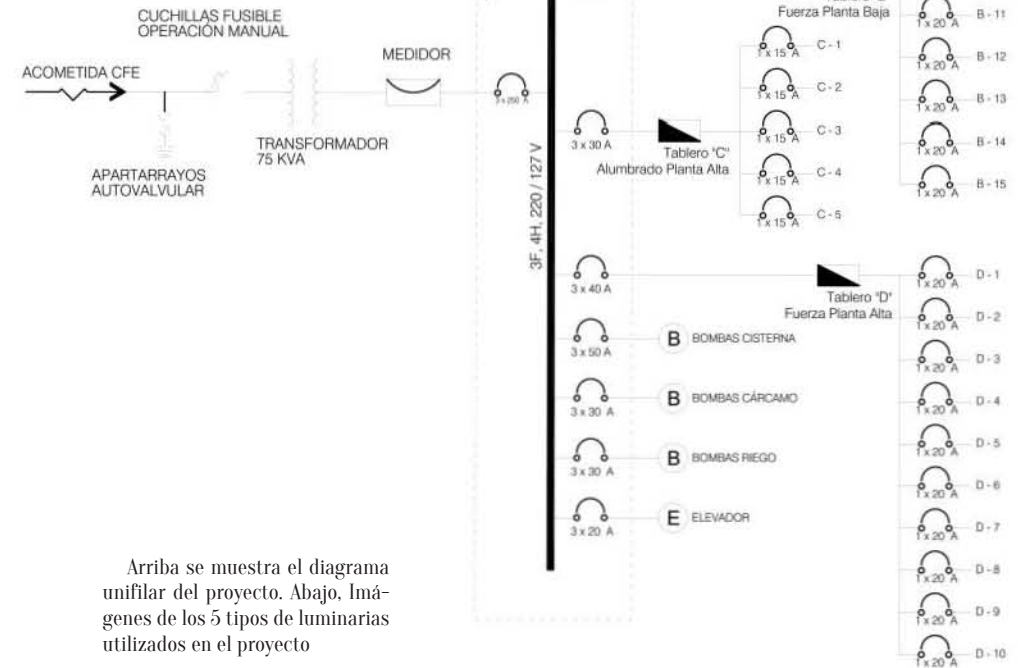 CUCHILLAS FUSIBLE
OPERACIÓN MANUAL
ACOMETIDA CFE
MEDIDOR
TRANSFORMADOR
75 KVA
APARTARRAYOS
AUTOVALVULAR
3 x 250 A
3F, 4H, 220 / 127 V
Fuerza Planta Baja
1 x 20 A B - 11
1 x 20 A B - 12
1 x 20 A B - 13
1 x 20 A B - 14
1 x 20 A B - 15
3 x 30 A
Tablero "C"
Alumbrado Planta Alta
1 x 15 A C - 1
1 x 15 A C - 2
1 x 15 A C - 3
1 x 15 A C - 4
1 x 15 A C - 5
3 x 40 A
Tablero "D"
Fuerza Planta Alta
1 x 20 A D - 1
1 x 20 A D - 2
1 x 20 A D - 3
1 x 20 A D - 4
1 x 20 A D - 5
1 x 20 A D - 6
1 x 20 A D - 7
1 x 20 A D - 8
1 x 20 A D - 9
1 x 20 A D - 10
3 x 50 A B BOMBAS CISTERNA
3 x 30 A B BOMBAS CÁRCAMO
3 x 30 A B BOMBAS RIEGO
3 x 20 A E ELEVADOR
Arriba se muestra el diagrama
unifilar del proyecto. Abajo, Imá-
genes de los 5 tipos de luminarias
utilizados en el proyecto